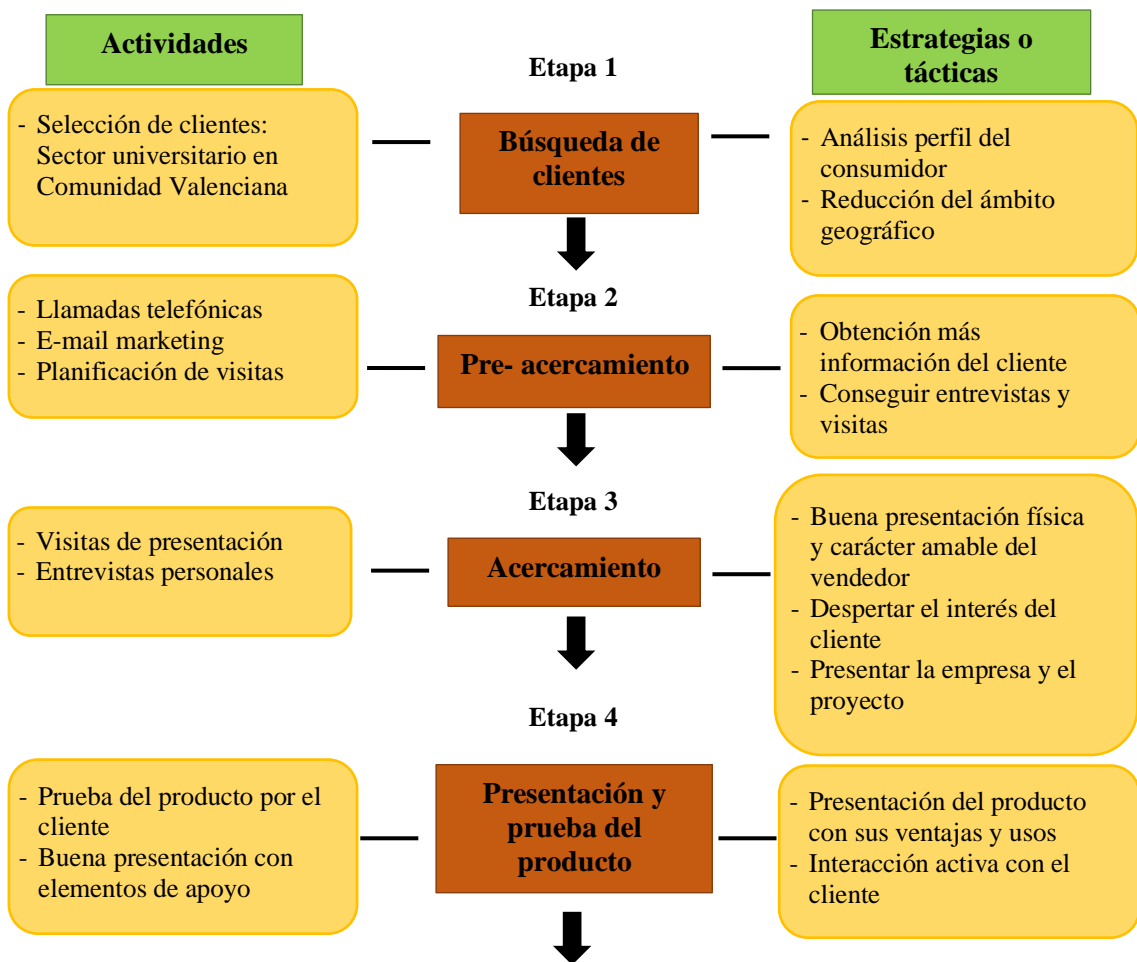 Actividades
Estrategias o
tácticas
Etapa 1
- Selección de clientes:
Sector universitario en
Comunidad Valenciana
Búsqueda de
clientes
- Análisis perfil del
consumidor
- Reducción del ámbito
geográfico
Etapa 2
- Llamadas telefónicas
- E-mail marketing
- Planificación de visitas
Pre- acercamiento
- Obtención más
información del cliente
- Conseguir entrevistas y
visitas
Etapa 3
- Visitas de presentación
- Entrevistas personales
Acercamiento
- Buena presentación física
y carácter amable del
vendedor
- Despertar el interés del
cliente
- Presentar la empresa y el
proyecto
Etapa 4
- Prueba del producto por el
cliente
- Buena presentación con
elementos de apoyo
Presentación y
prueba del
producto
- Presentación del producto
con sus ventajas y usos
- Interacción activa con el
cliente